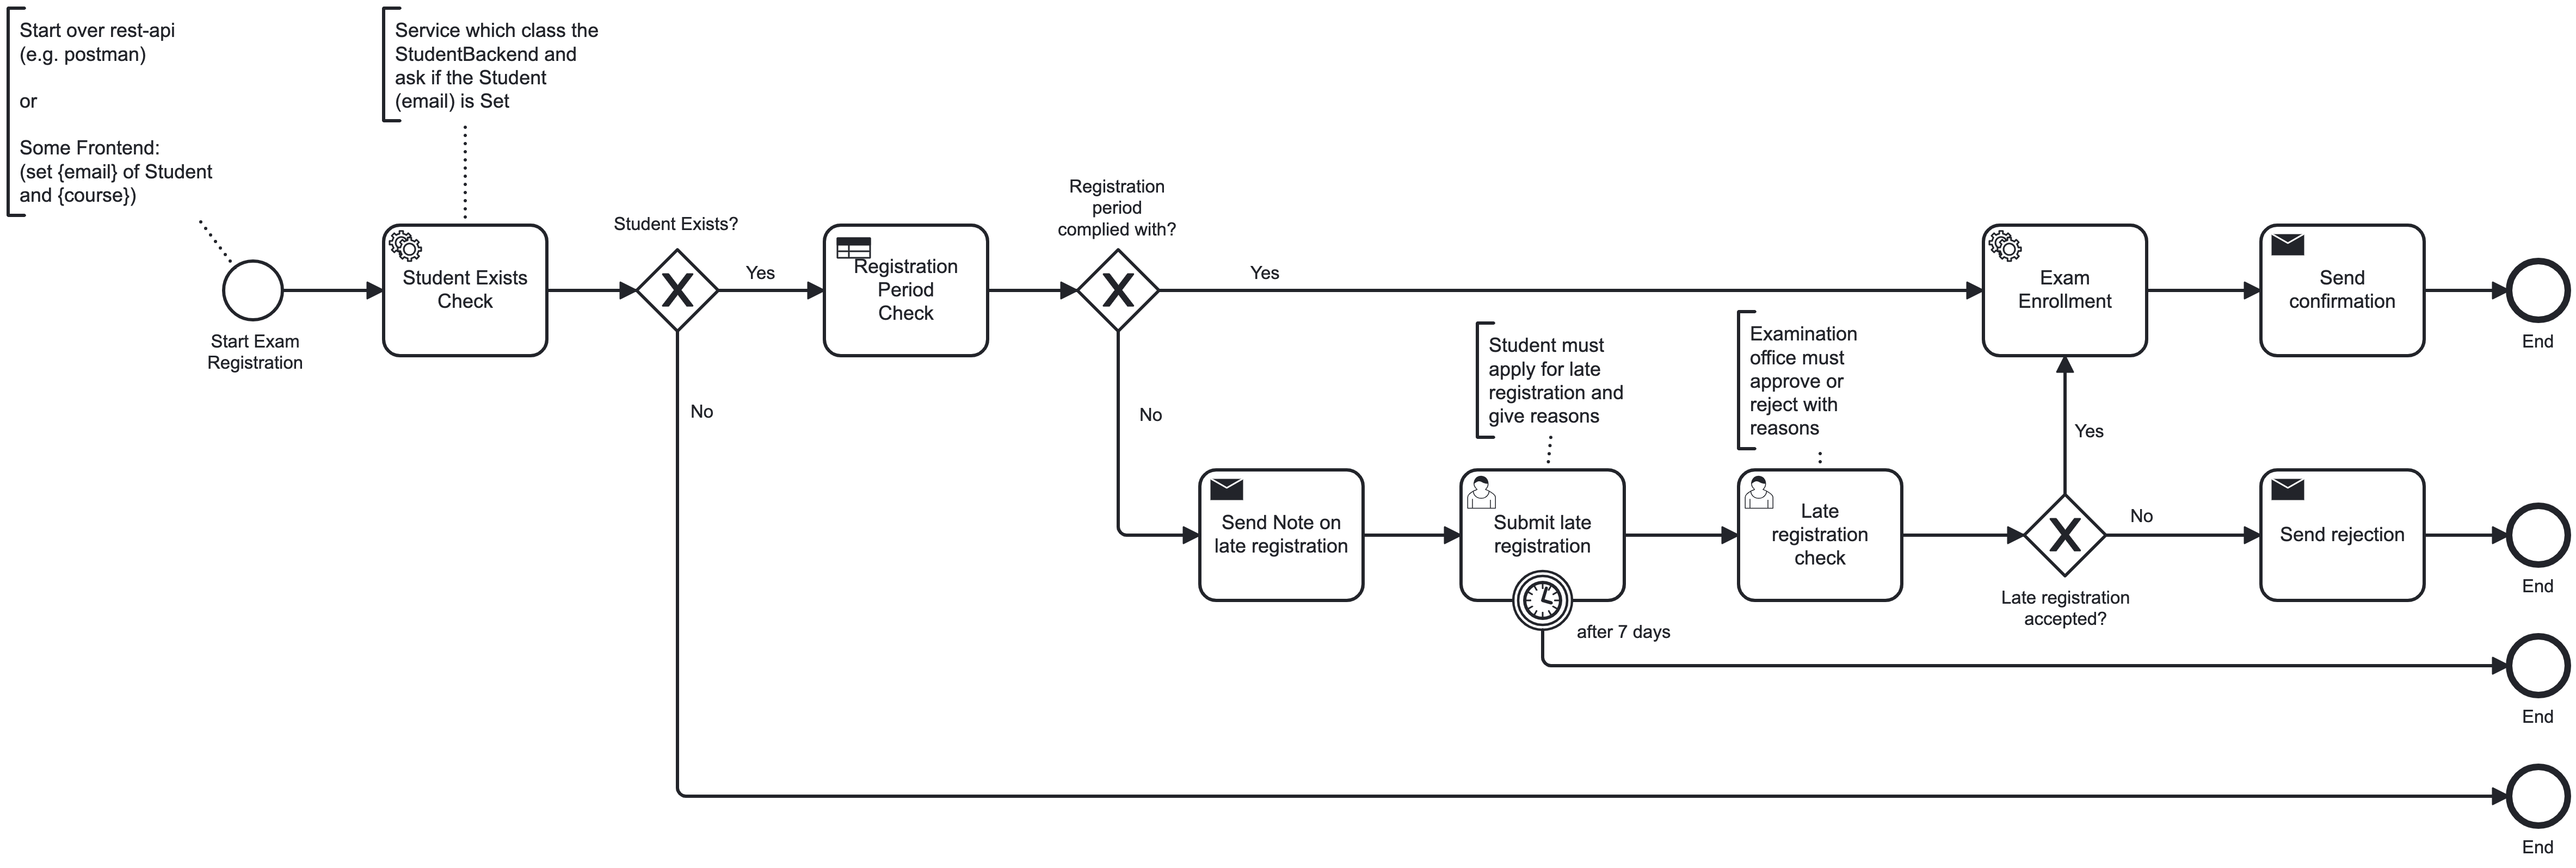 Start over rest-api
(e.g. postman)
or
Some Frontend:
(set {email} of Student
and {course})
Service which class the
StudentBackend and
ask if the Student
(email) is Set
Start Exam
Registration
Student Exists
Check
Student Exists?
Yes
No
Registration
Period
Check
Registration
period
complied with?
Yes
No
Send Note on
late registration
Student must
apply for late
registration and
give reasons
Submit late
registration
after 7 days
Examination
office must
approve or
reject with
reasons
Late
registration
check
Late registration
accepted?
Yes
No
Exam
Enrollment
Send
confirmation
End
Send rejection
End
End
End